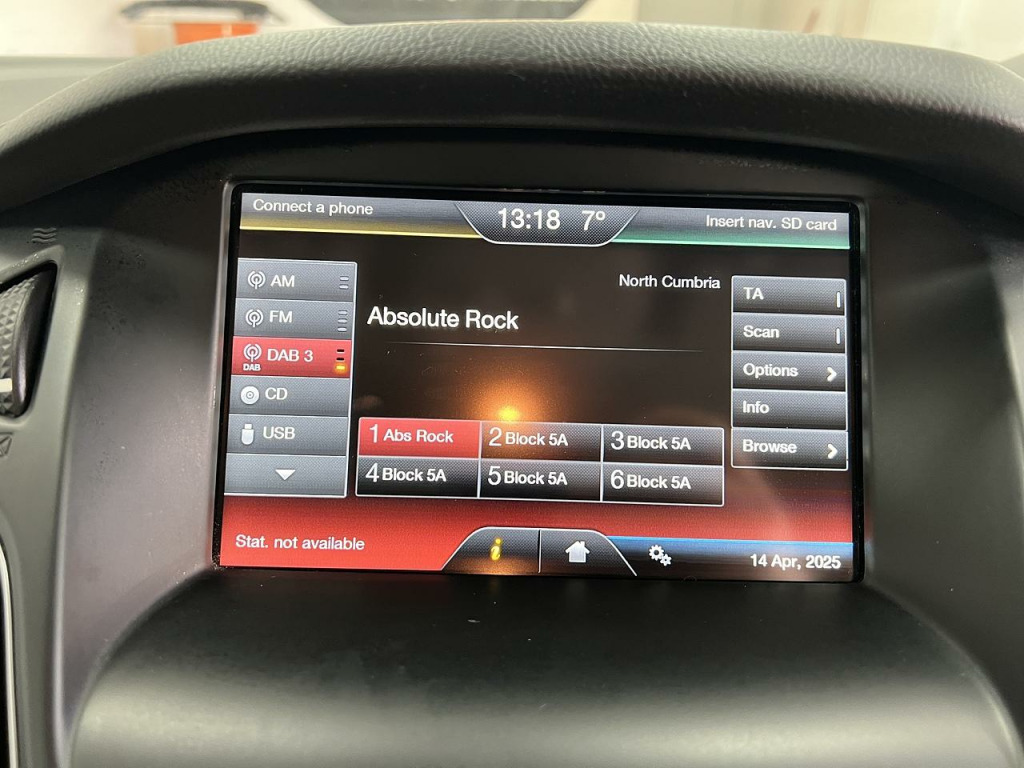 Connect a phone
13:18 7°
Insert nav. SD card
AM
FM
DAB 3
DAB
CD
USB
North Cumbria
Absolute Rock
1 Abs Rock
2 Block 5A
3 Block 5A
4 Block 5A
5 Block 5A
6 Block 5A
TA
Scan
Options
Info
Browse
Stat. not available
i
14 Apr, 2025